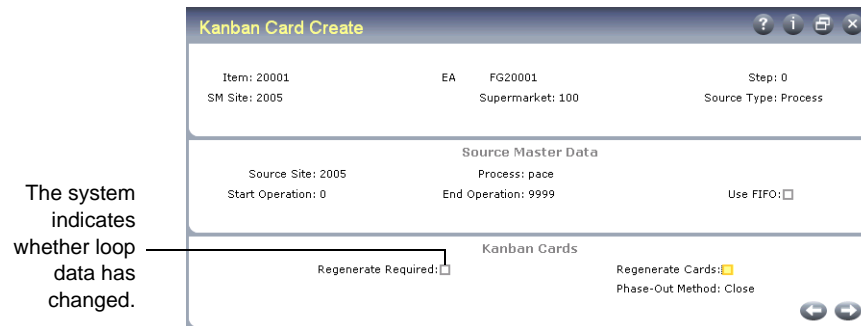 Kanban Card Create
Item: 20001 EA FG20001 Step: 0
SM Site: 2005 Supermarket: 100 Source Type: Process
Source Master Data
Source Site: 2005 Process: pace
Start Operation: 0 End Operation: 9999 Use FIFO:
Kanban Cards
Regenerate Required: Regenerate Cards:
Phase-Out Method: Close
The system
indicates
whether loop
data has
changed.